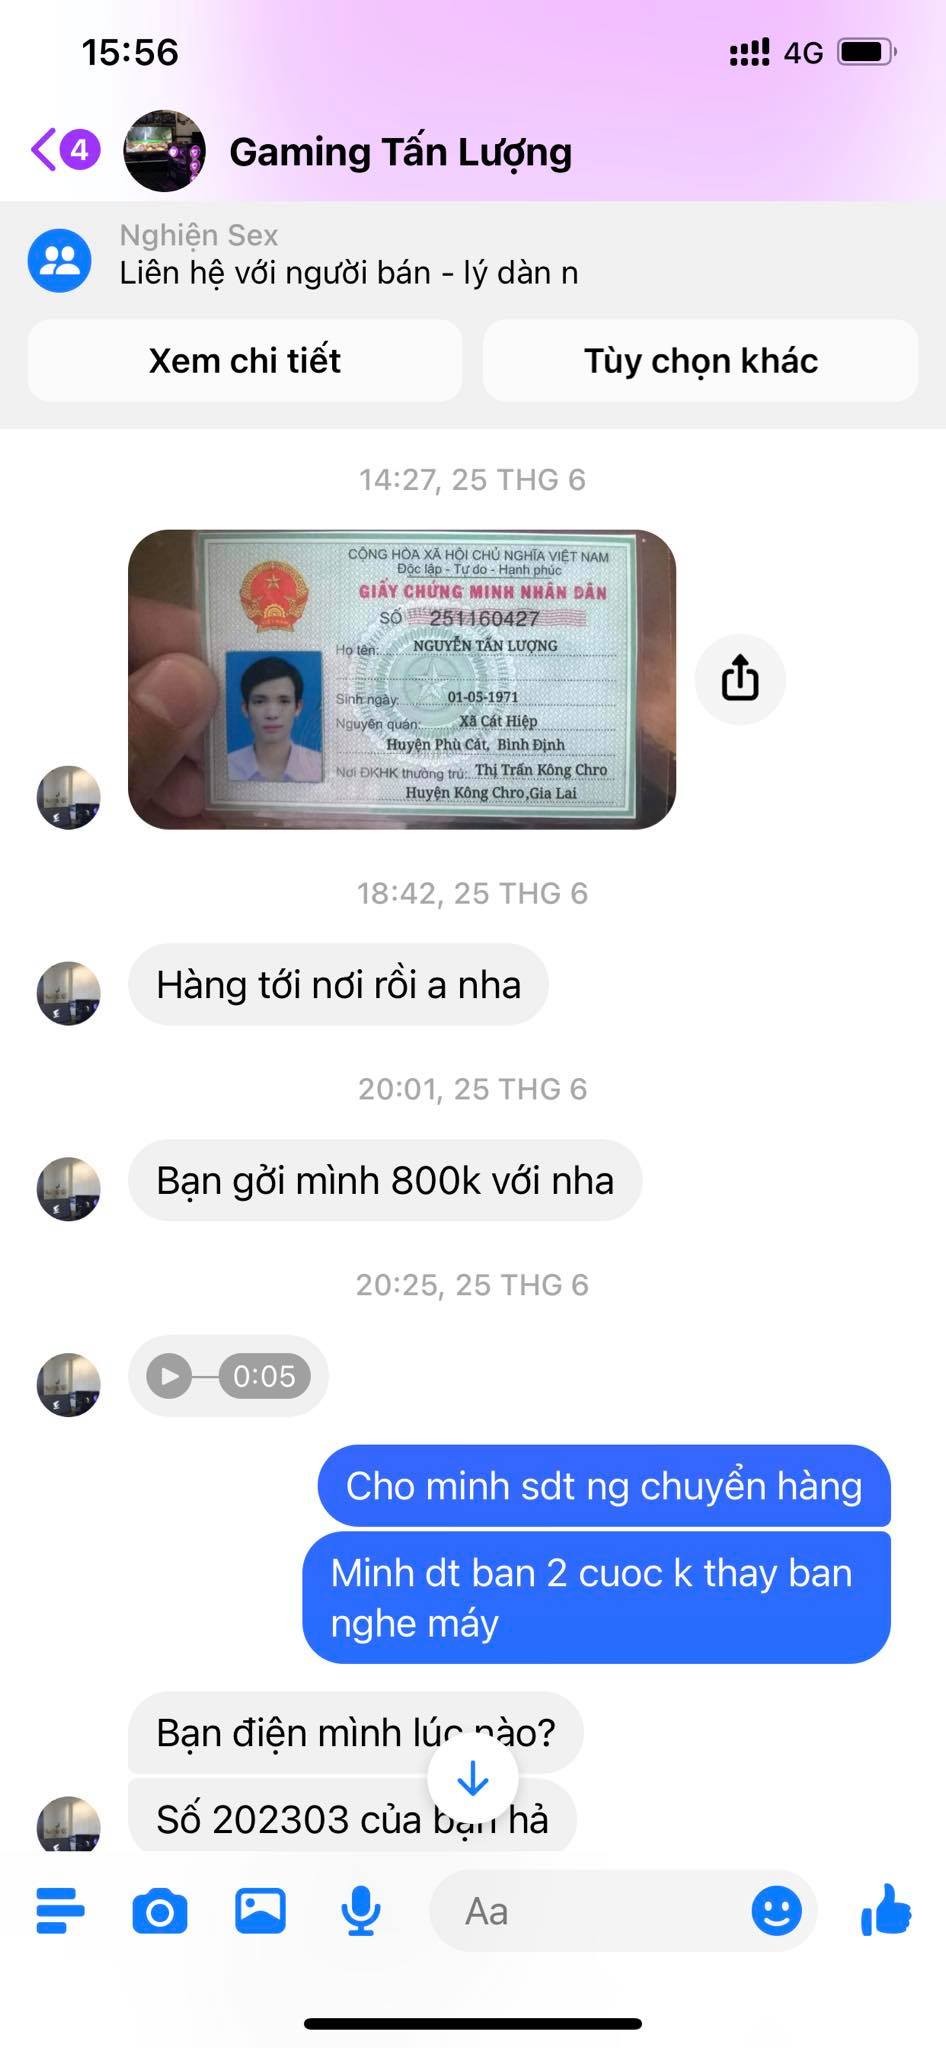 15:56
4G
4
Gaming Tấn Lượng
Nghiện Sex
Liên hệ với người bán - lý dàn n
Xem chi tiết
Tùy chọn khác
14:27, 25 THG 6
CỘNG HÒA XÃ HỘI CHỦ NGHĨA VIỆT NAM
Độc lập - Tự do - Hạnh phúc
GIẤY CHỨNG MINH NHÂN DÂN
SỐ 251160427
Họ tên: NGUYỄN TẤN LƯỢNG
Sinh ngày: 01-05-1971
Nguyên quán: Xã Cát Hiệp
Huyện Phù Cát, Bình Định
Nơi ĐKHK thường trú: Thị Trấn Kông Chro
Huyện Kông Chro,Gia Lai
18:42, 25 THG 6
Hàng tới nơi rồi a nha
20:01, 25 THG 6
Bạn gởi mình 800k với nha
20:25, 25 THG 6
0:05
Cho minh sdt ng chuyển hàng
Minh dt ban 2 cuoc k thay ban
nghe máy
Bạn điện mình lúc nào?
Số 202303 của bạn hả
Aa